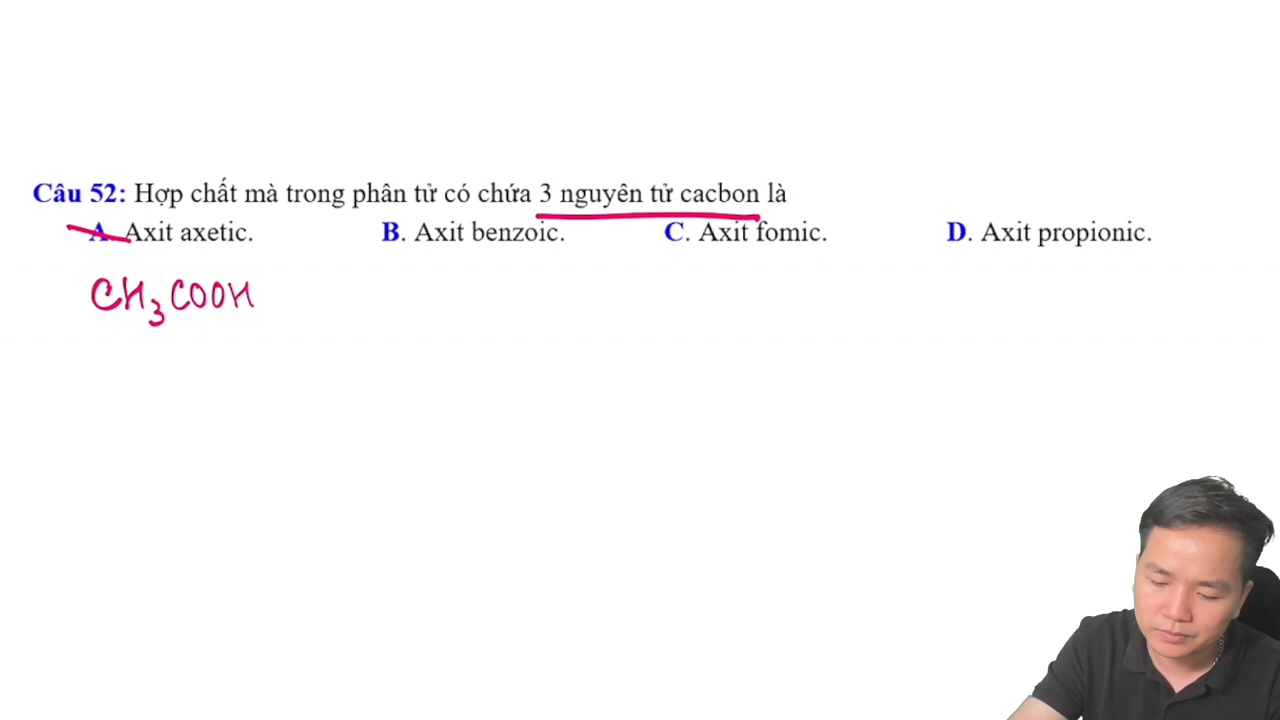 Câu 52: Hợp chất mà trong phân tử có chứa 3 nguyên tử cacbon là
A. Axit axetic. B. Axit benzoic. C. Axit fomic. D. Axit propionic.
CH₃COOH